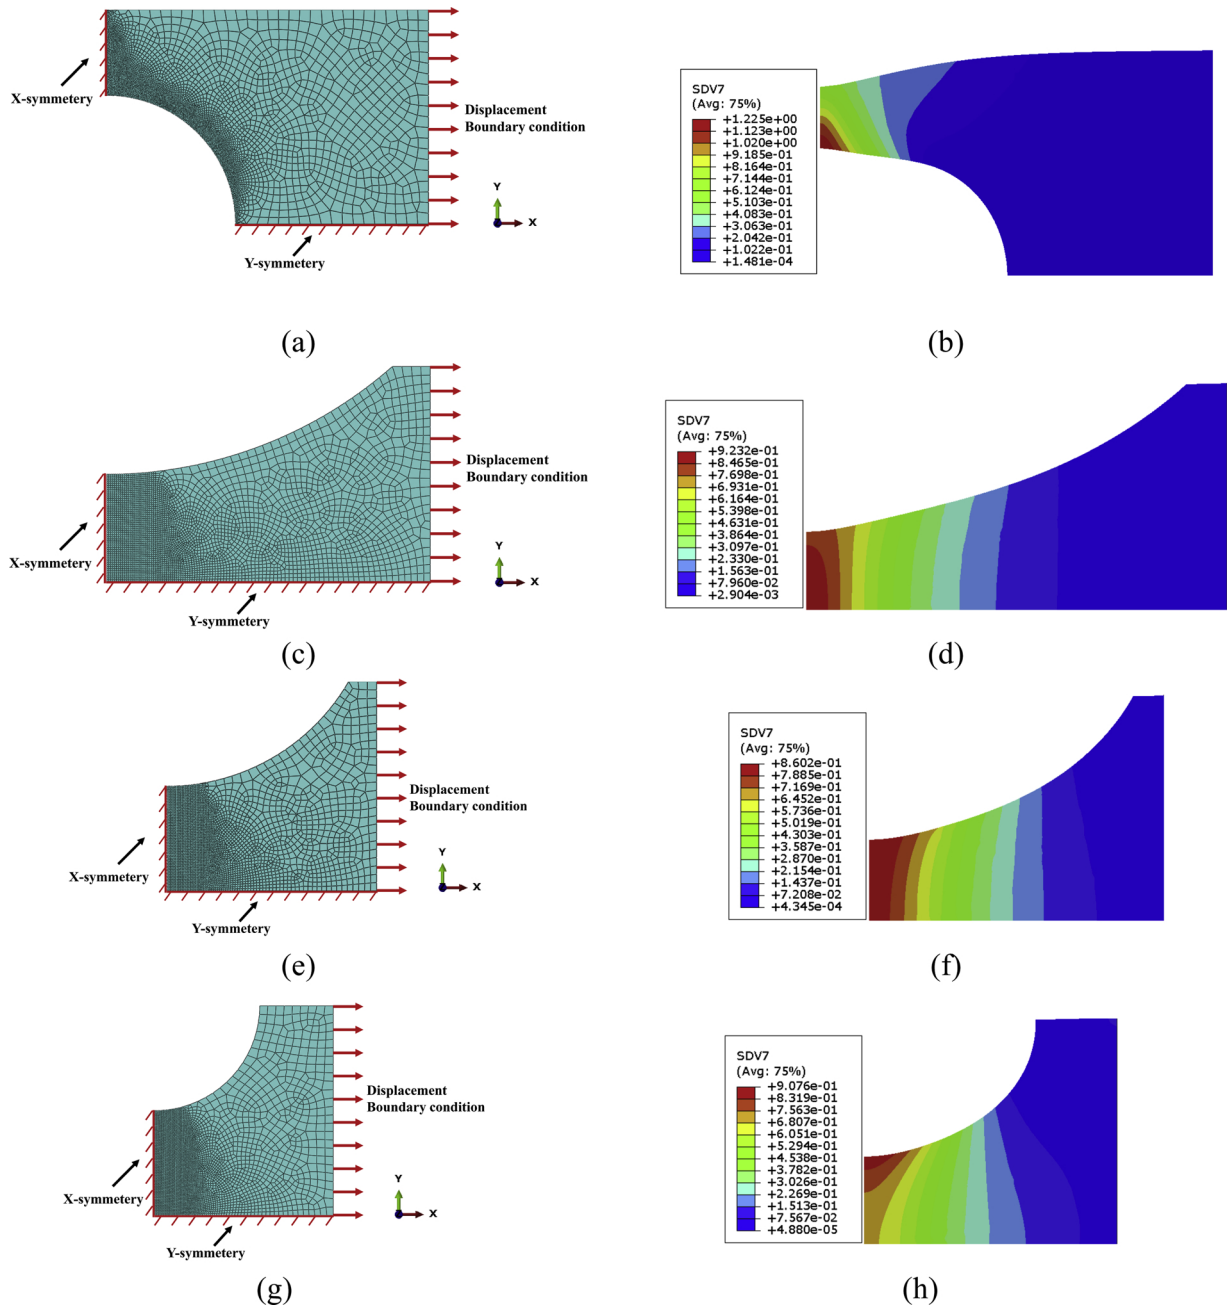 X-symmetery
Displacement
Boundary condition
Y
X
Y-symmetery
(a)
SDV7
(Avg: 75%)
+1.225e+00
+1.123e+00
+1.020e+00
+9.185e-01
+8.164e-01
+7.144e-01
+6.124e-01
+5.103e-01
+4.083e-01
+3.063e-01
+2.042e-01
+1.022e-01
+1.481e-04
(b)
X-symmetery
Displacement
Boundary condition
Y
X
Y-symmetery
(c)
SDV7
(Avg: 75%)
+9.232e-01
+8.465e-01
+7.698e-01
+6.931e-01
+6.164e-01
+5.398e-01
+4.631e-01
+3.864e-01
+3.097e-01
+2.330e-01
+1.563e-01
+7.960e-02
+2.904e-03
(d)
X-symmetery
Displacement
Boundary condition
Y
X
Y-symmetery
(e)
SDV7
(Avg: 75%)
+8.602e-01
+7.885e-01
+7.169e-01
+6.452e-01
+5.736e-01
+5.019e-01
+4.303e-01
+3.587e-01
+2.870e-01
+2.154e-01
+1.437e-01
+7.208e-02
+4.345e-04
(f)
X-symmetery
Displacement
Boundary condition
Y
X
Y-symmetery
(g)
SDV7
(Avg: 75%)
+9.076e-01
+8.319e-01
+7.563e-01
+6.807e-01
+6.051e-01
+5.294e-01
+4.538e-01
+3.782e-01
+3.026e-01
+2.269e-01
+1.513e-01
+7.567e-02
+4.880e-05
(h)